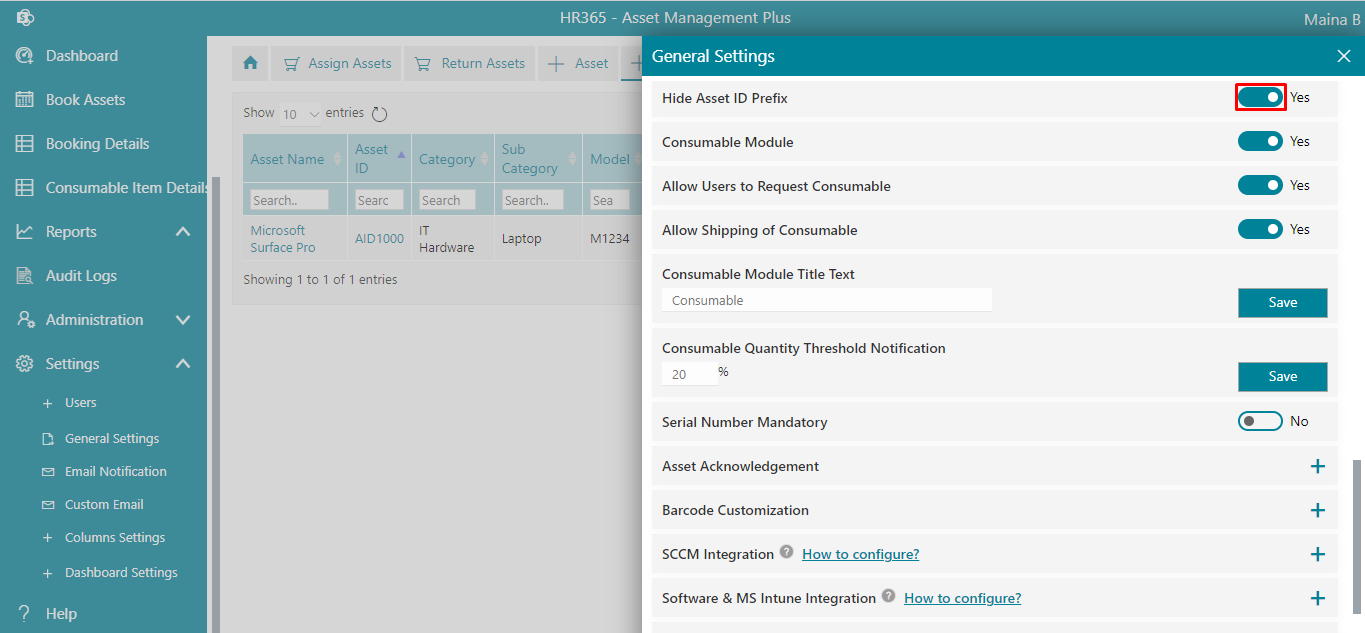 HR365 - Asset Management Plus
Maina B
Dashboard
Book Assets
Booking Details
Consumable Item Details
Reports
Audit Logs
Administration
Settings
Users
General Settings
Email Notification
Custom Email
Columns Settings
Dashboard Settings
Help
Assign Assets
Return Assets
Asset
Show 10 entries
Asset Name
Asset ID
Category
Sub Category
Model
Search..
Searc
Search
Search..
Sea
Microsoft Surface Pro
AID1000
IT Hardware
Laptop
M1234
Showing 1 to 1 of 1 entries
General Settings
Hide Asset ID Prefix
Yes
Consumable Module
Yes
Allow Users to Request Consumable
Yes
Allow Shipping of Consumable
Yes
Consumable Module Title Text
Consumable
Save
Consumable Quantity Threshold Notification
20 %
Save
Serial Number Mandatory
No
Asset Acknowledgement
Barcode Customization
SCCM Integration ? How to configure?
Software & MS Intune Integration ? How to configure?